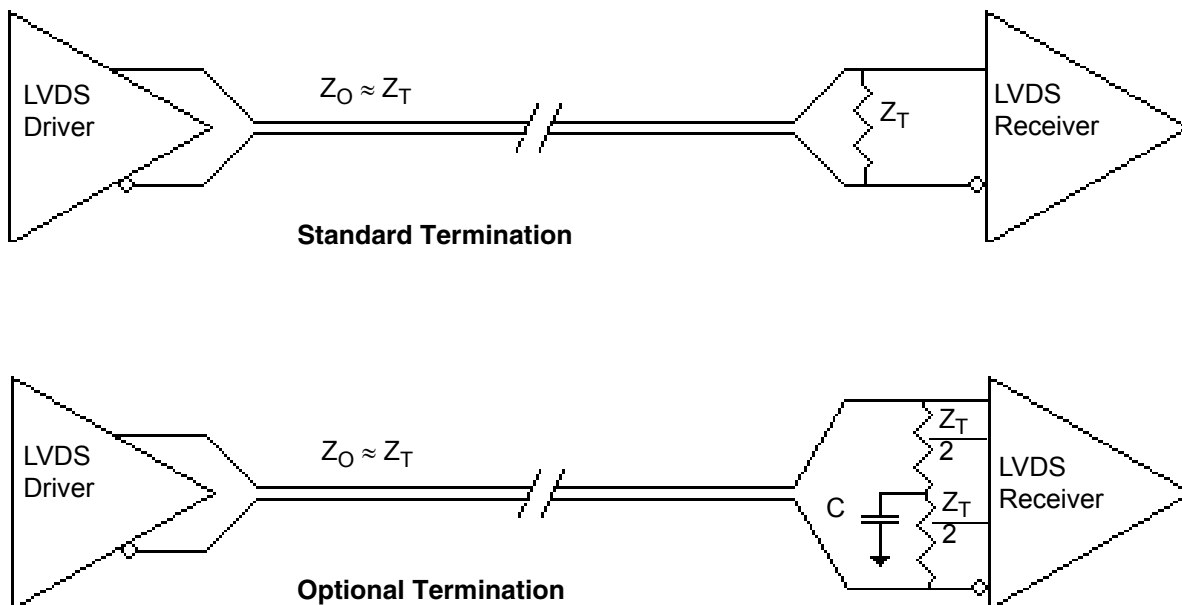 LVDS
Driver
Z_O ≈ Z_T
Z_T
LVDS
Receiver
Standard Termination
LVDS
Driver
Z_O ≈ Z_T
C
Z_T
2
Z_T
2
LVDS
Receiver
Optional Termination